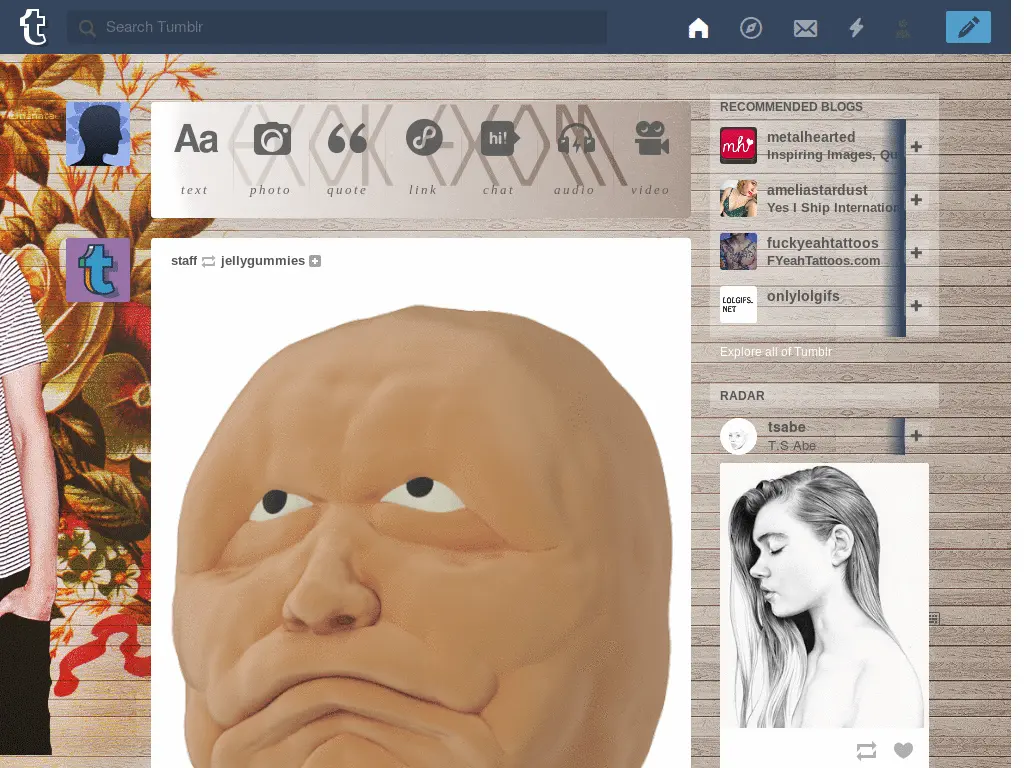 t
Search Tumblr
Aa
hi!
text
photo
quote
link
chat
audio
video
t
staff
jellygummies
RECOMMENDED BLOGS
mh
metalhearted
Inspiring Images, Qu
ameliastardust
Yes I Ship Internation
fuckyeahtattoos
FYeahTattoos.com
LOLGIFS.
NET
onlylolgifs
Explore all of Tumblr
RADAR
tsabe
T.S Abe